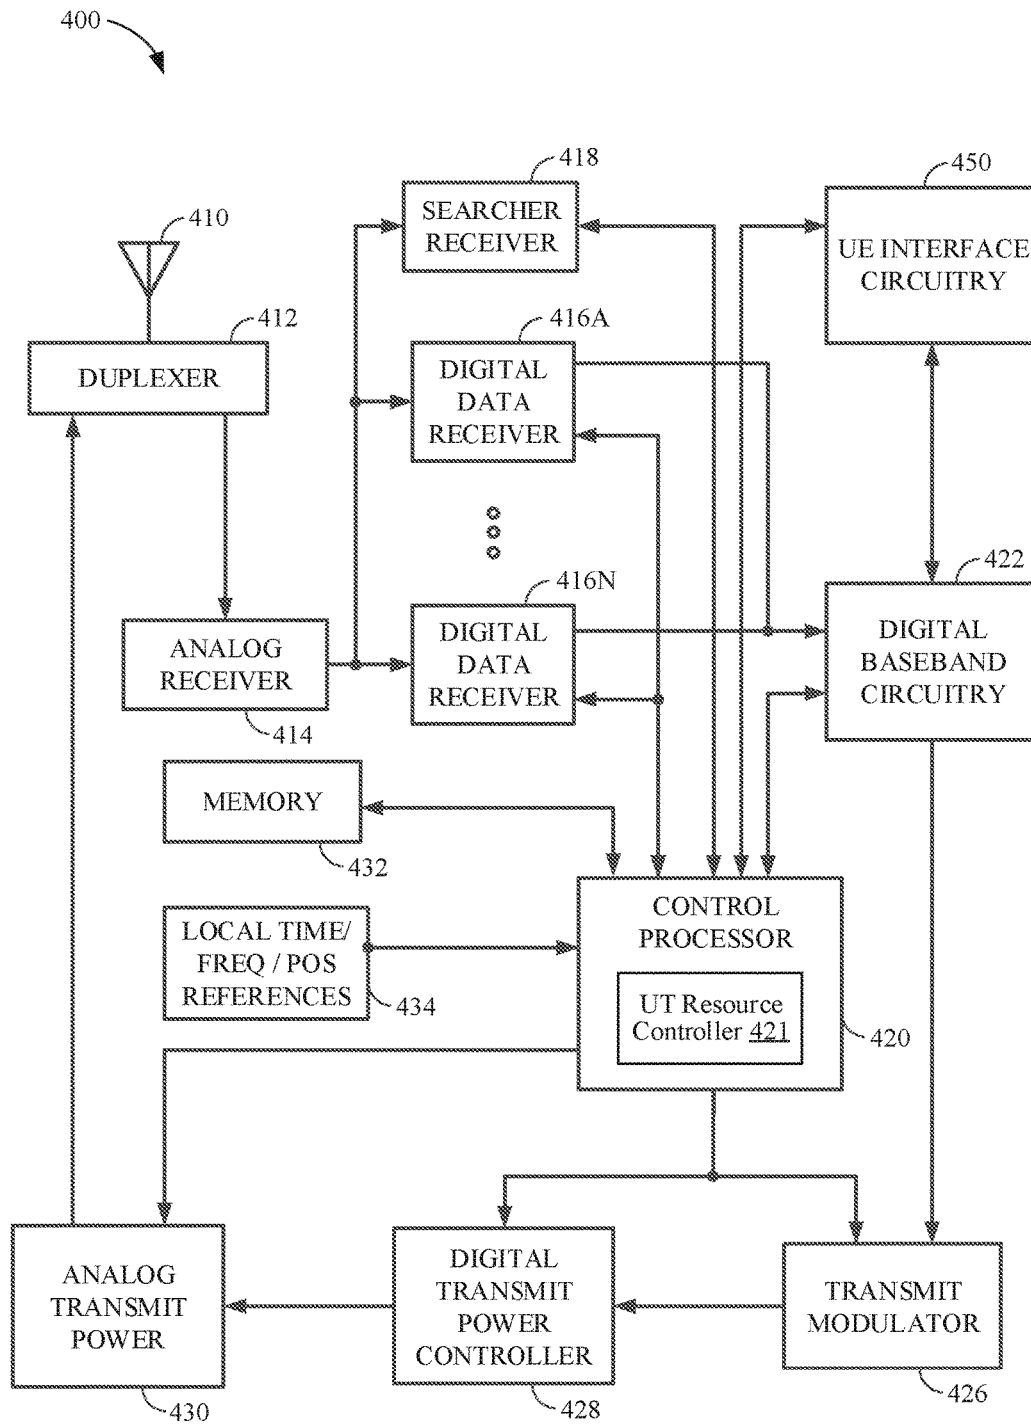 400
418
450
SEARCHER
RECEIVER
UE INTERFACE
CIRCUITRY
410
412
DUPLEXER
416A
DIGITAL
DATA
RECEIVER
416N
DIGITAL
DATA
RECEIVER
422
DIGITAL
BASEBAND
CIRCUITRY
ANALOG
RECEIVER
414
MEMORY
432
LOCAL TIME/
FREQ / POS
REFERENCES
434
CONTROL
PROCESSOR
UT Resource
Controller 421
420
ANALOG
TRANSMIT
POWER
430
DIGITAL
TRANSMIT
POWER
CONTROLLER
428
TRANSMIT
MODULATOR
426